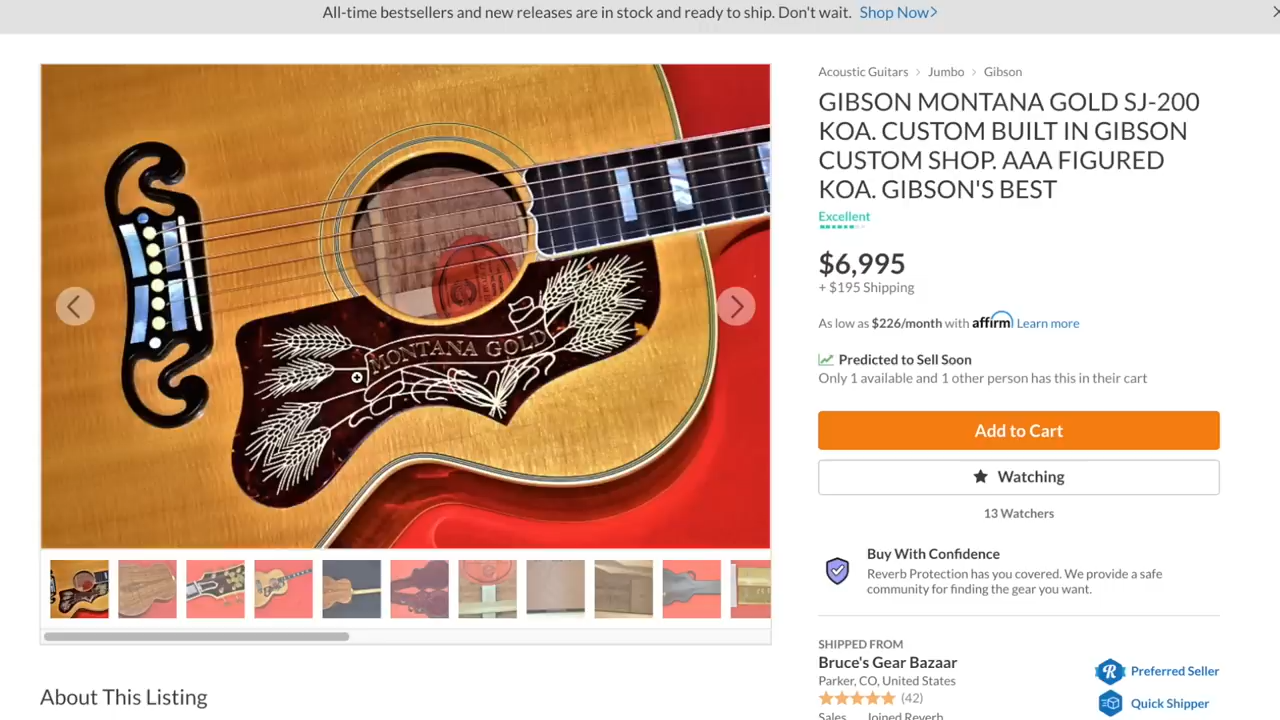 All-time bestsellers and new releases are in stock and ready to ship. Don't wait. Shop Now>
Acoustic Guitars > Jumbo > Gibson
GIBSON MONTANA GOLD SJ-200
KOA. CUSTOM BUILT IN GIBSON
CUSTOM SHOP. AAA FIGURED
KOA. GIBSON'S BEST
Excellent
$6,995
+ $195 Shipping
As low as $226/month with affirm Learn more
Predicted to Sell Soon
Only 1 available and 1 other person has this in their cart
Add to Cart
★ Watching
13 Watchers
Buy With Confidence
Reverb Protection has you covered. We provide a safe
community for finding the gear you want.
SHIPPED FROM
Bruce's Gear Bazaar
Parker, CO, United States
(42)
Sales Joined Reverb
R Preferred Seller
Quick Shipper
MONTANA GOLD
About This Listing